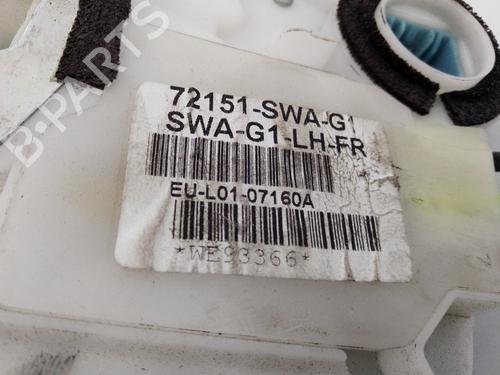 B-PARTS
72151-SWA-G1
SWA-G1-LH-FR
EU-L01-07160A
*WE93366*